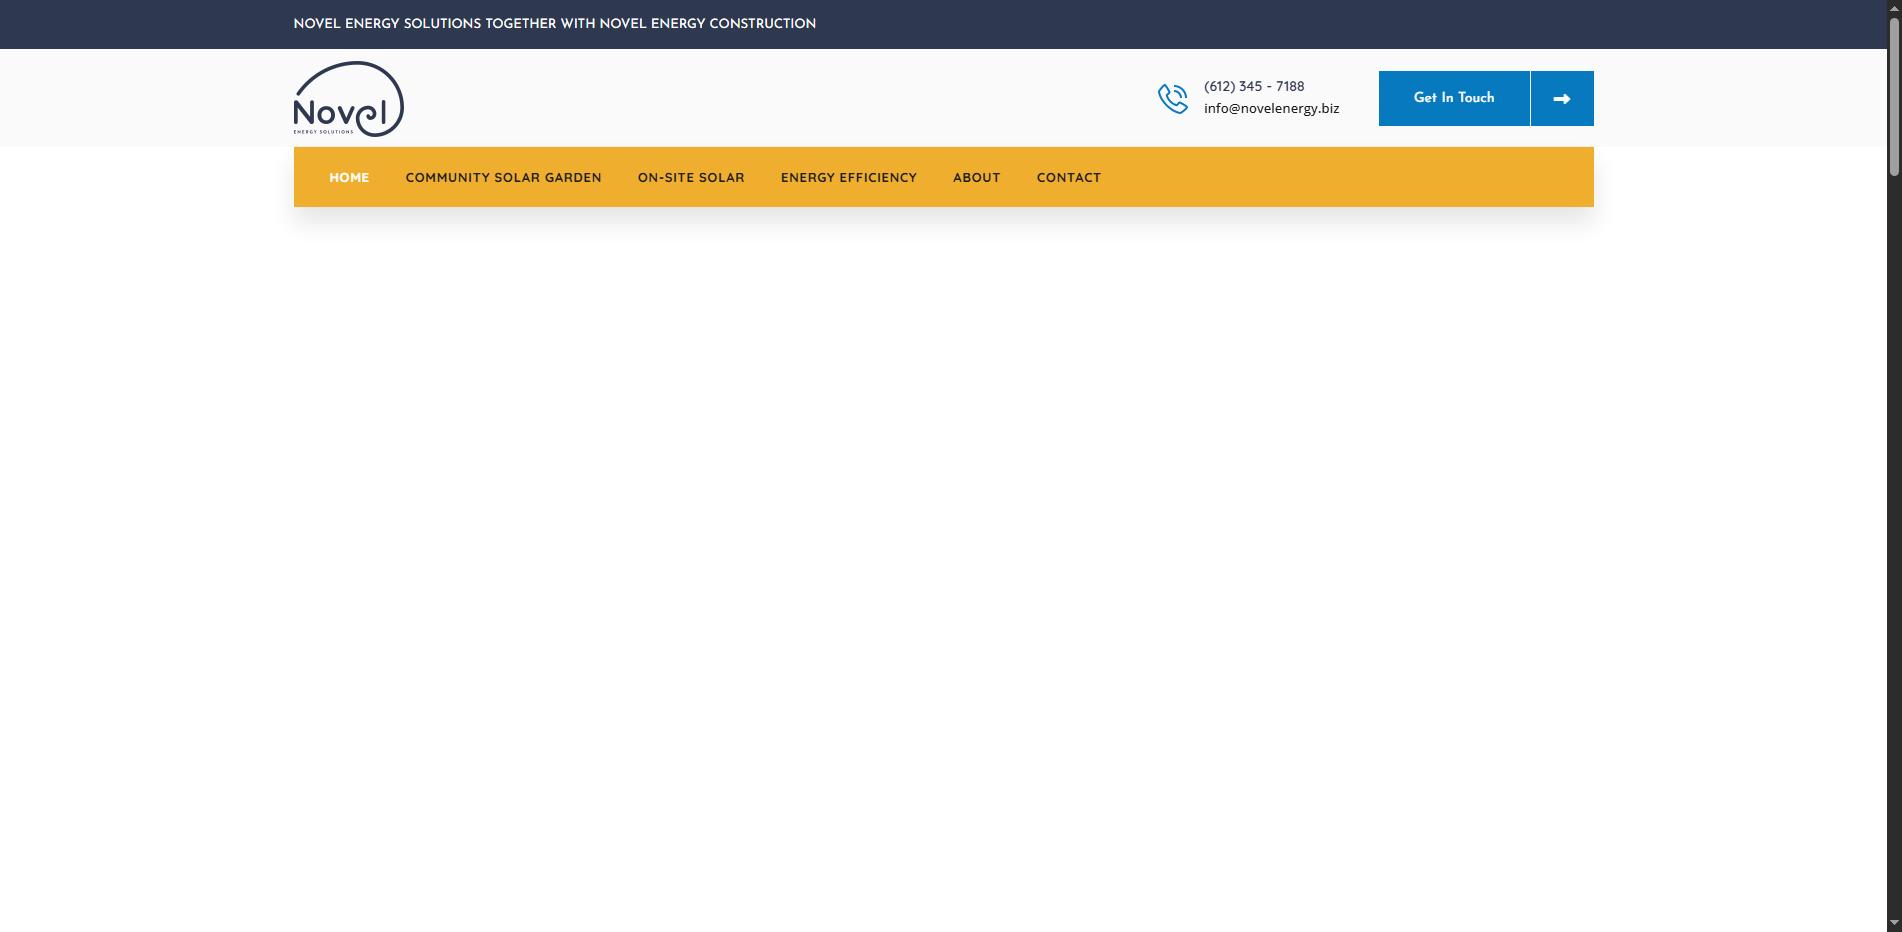 NOVEL ENERGY SOLUTIONS TOGETHER WITH NOVEL ENERGY CONSTRUCTION
Novel
ENERGY SOLUTIONS
(612) 345 - 7188
info@novelenergy.biz
Get In Touch
HOME COMMUNITY SOLAR GARDEN ON-SITE SOLAR ENERGY EFFICIENCY ABOUT CONTACT